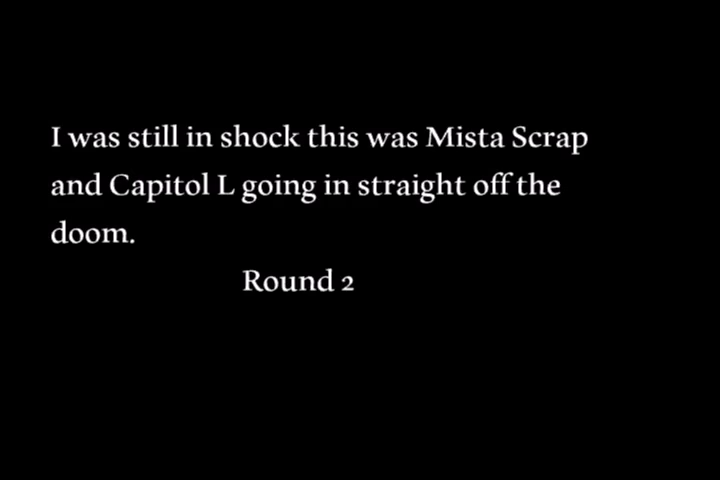 I was still in shock this was Mista Scrap
and Capitol L going in straight off the
doom.
Round 2